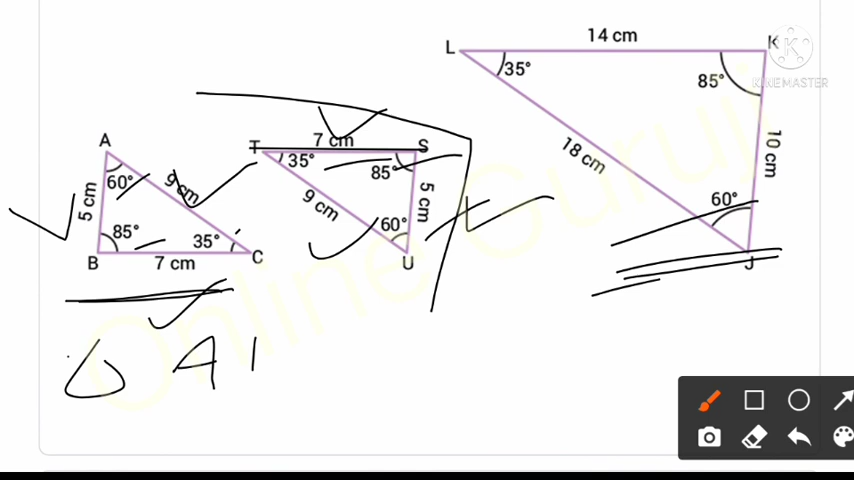 14 cm
L
K
35°
85°
K
KINEMASTER
7 cm
T
S
A
35°
85°
10 cm
60°
9 cm
18 cm
5 cm
9 cm
5 cm
60°
60°
85°
35°
B
7 cm
C
U
J
Online Guruji
Δ A